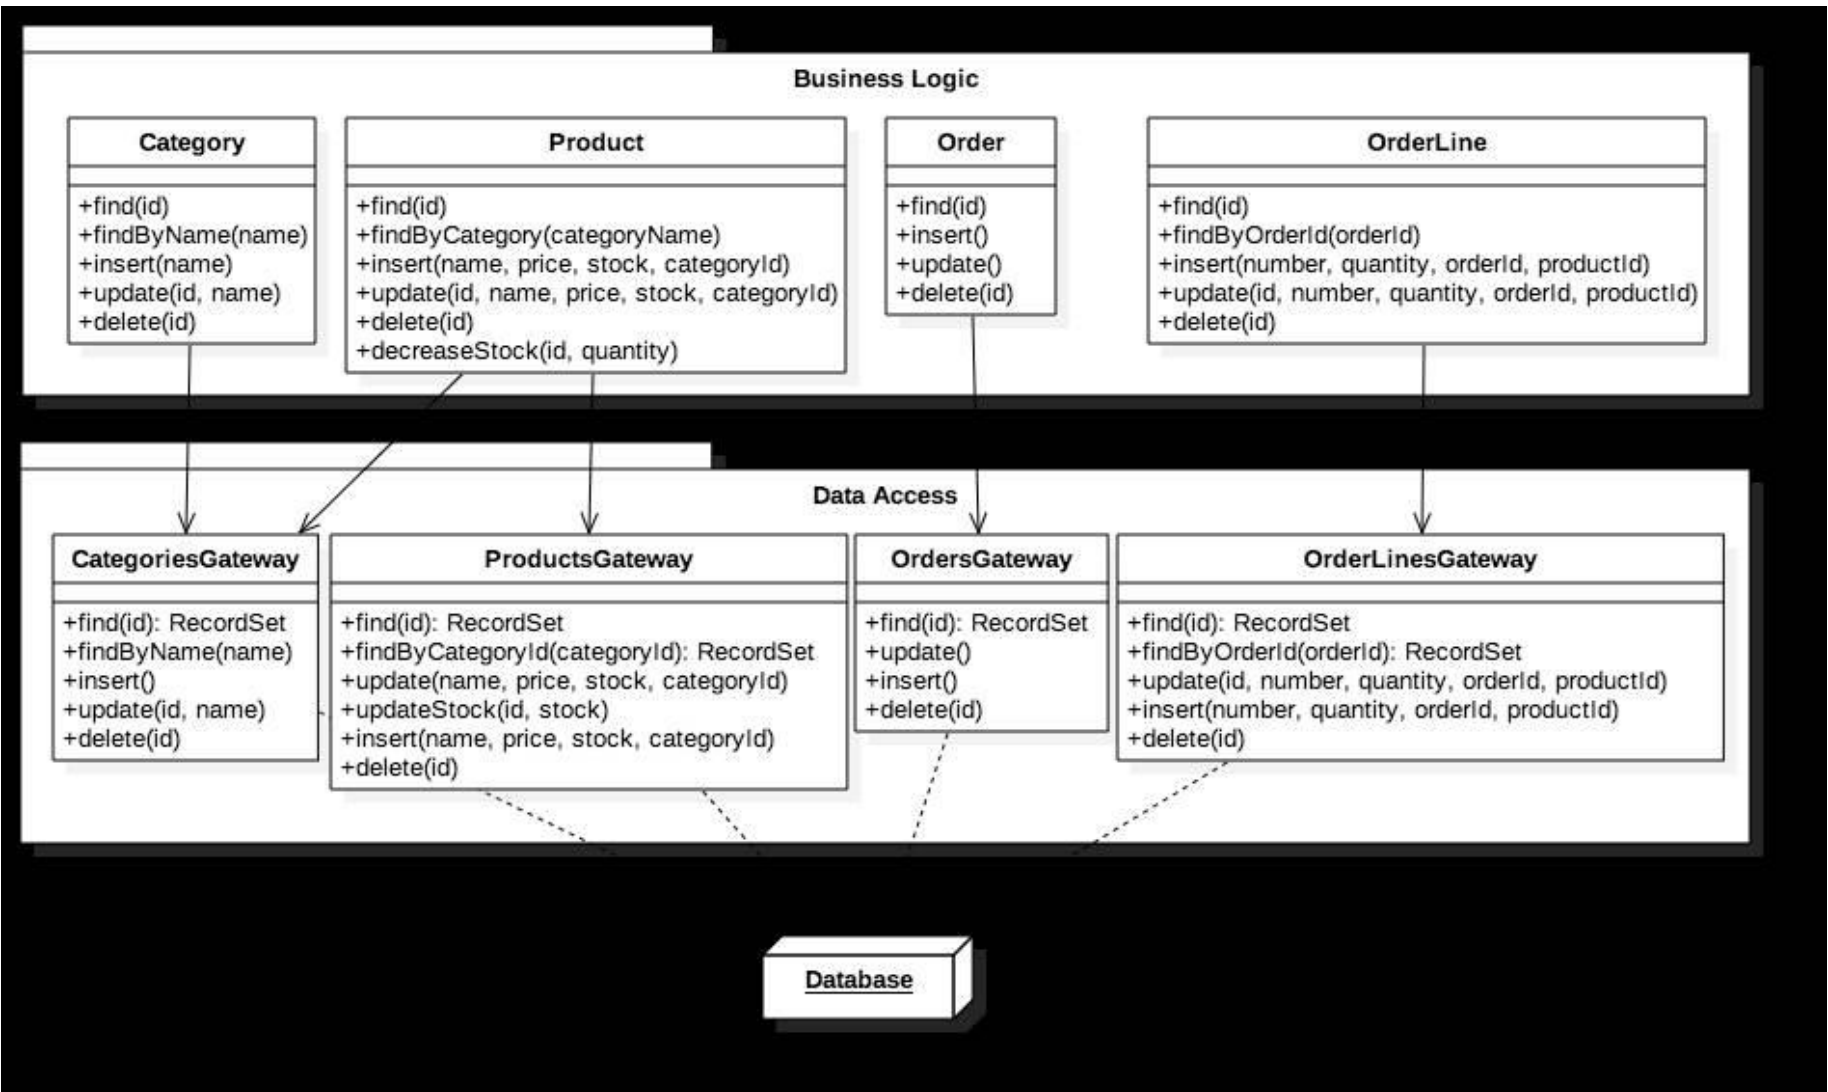 Business Logic
Category
+find(id)
+findByName(name)
+insert(name)
+update(id, name)
+delete(id)
Product
+find(id)
+findByCategory(categoryName)
+insert(name, price, stock, categoryId)
+update(id, name, price, stock, categoryId)
+delete(id)
+decreaseStock(id, quantity)
Order
+find(id)
+insert()
+update()
+delete(id)
OrderLine
+find(id)
+findByOrderId(orderId)
+insert(number, quantity, orderId, productId)
+update(id, number, quantity, orderId, productId)
+delete(id)
Data Access
CategoriesGateway
+find(id): RecordSet
+findByName(name)
+insert()
+update(id, name)
+delete(id)
ProductsGateway
+find(id): RecordSet
+findByCategoryId(categoryId): RecordSet
+update(name, price, stock, categoryId)
+updateStock(id, stock)
+insert(name, price, stock, categoryId)
+delete(id)
OrdersGateway
+find(id): RecordSet
+update()
+insert()
+delete(id)
OrderLinesGateway
+find(id): RecordSet
+findByOrderId(orderId): RecordSet
+update(id, number, quantity, orderId, productId)
+insert(number, quantity, orderId, productId)
+delete(id)
Database